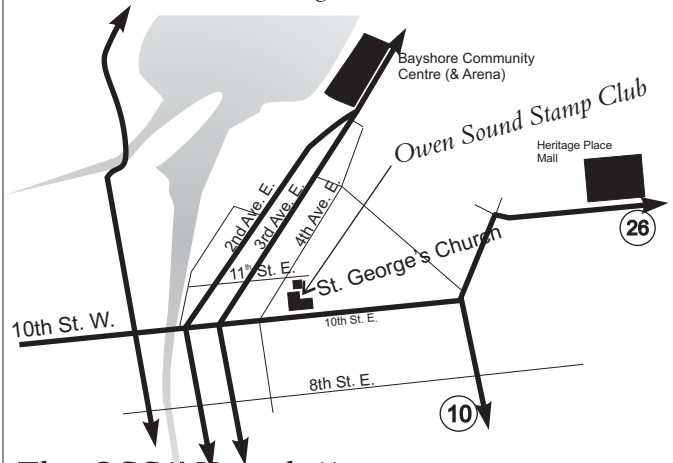 Bayshore Community
Centre (& Arena)
Owen Sound Stamp Club
Heritage Place
Mall
26
2nd Ave. E.
3rd Ave. E.
4th Ave. E.
11th St. E.
St. George's Church
10th St. W.
10th St. E.
8th St. E.
10